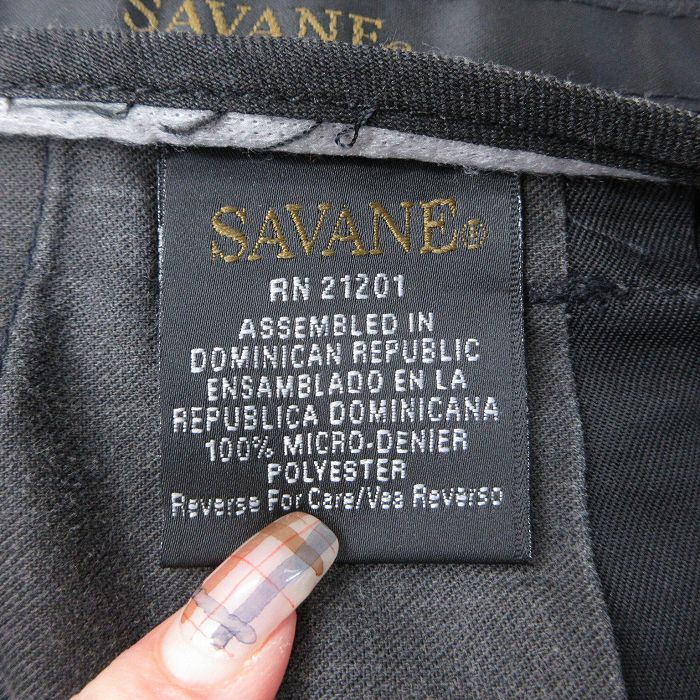 SAVANE®
SAVANE®
RN 21201
ASSEMBLED IN
DOMINICAN REPUBLIC
ENSAMBLADO EN LA
REPUBLICA DOMINICANA
100% MICRO-DENIER
POLYESTER
Reverse For Care/Vea Reverso